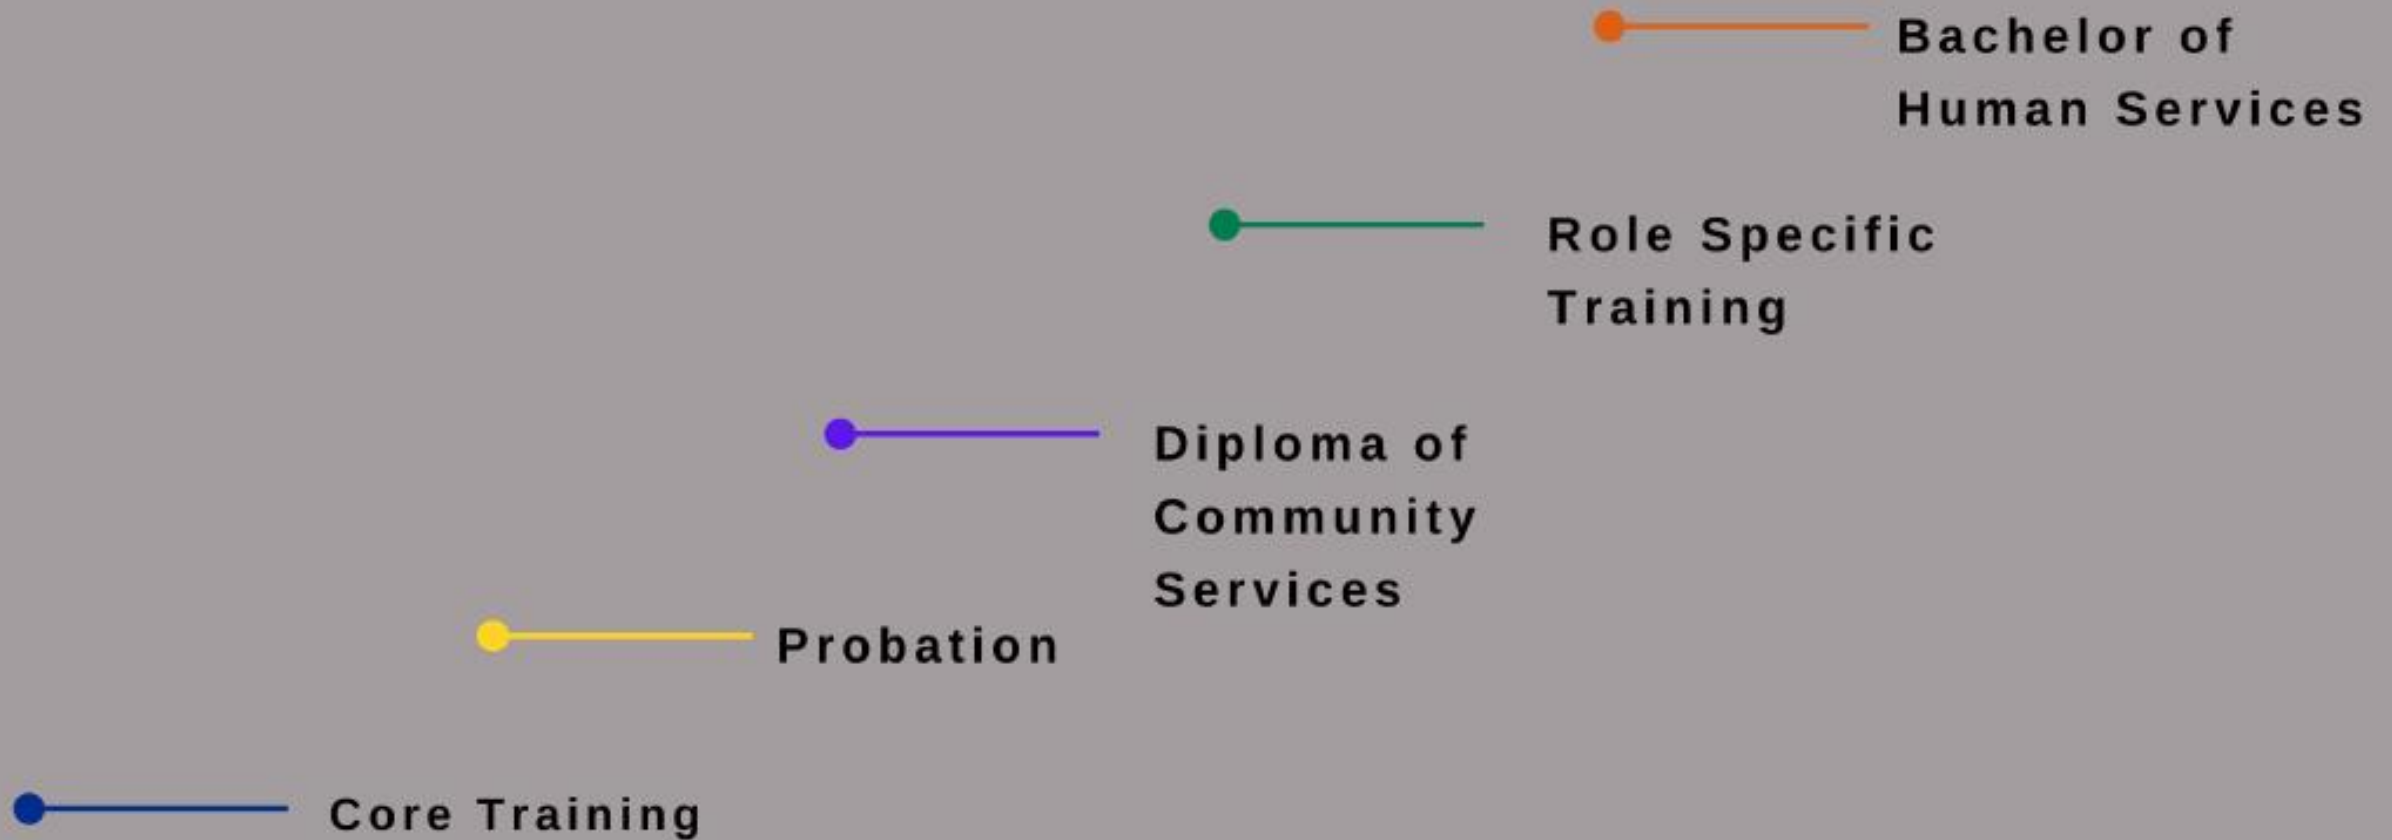 Bachelor of
Human Services
Role Specific
Training
Diploma of
Community
Services
Probation
Core Training